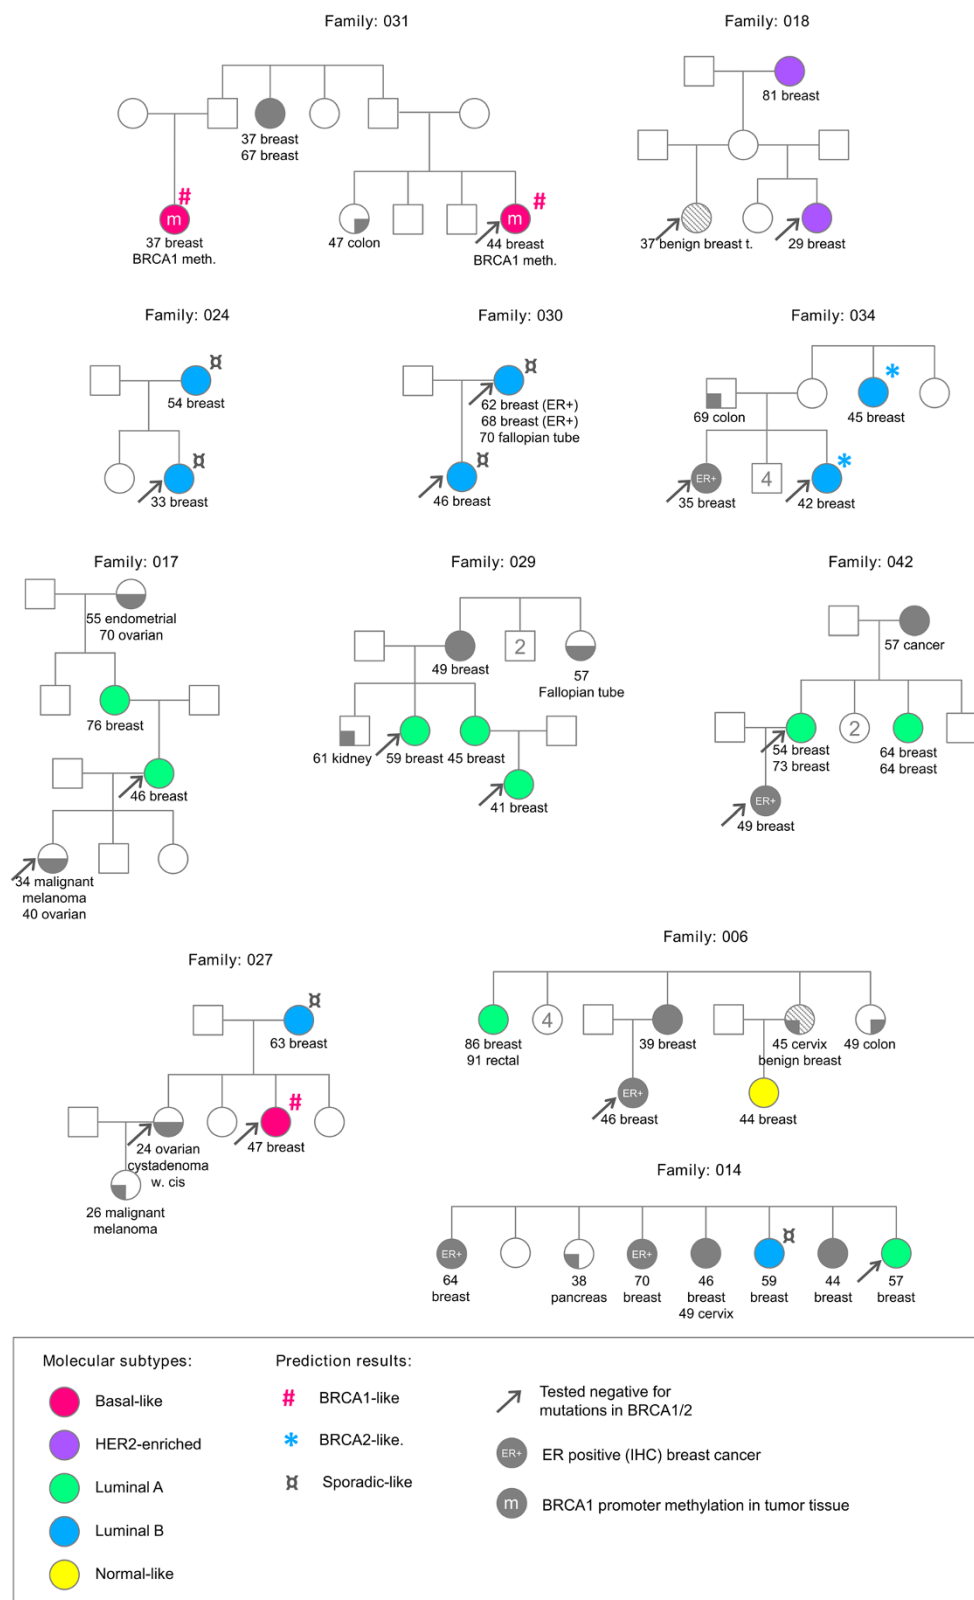 Family: 031
37 breast
67 breast
#
m
37 breast
BRCA1 meth.
47 colon
#
m
44 breast
BRCA1 meth.
Family: 018
81 breast
37 benign breast t.
29 breast
Family: 024
¤
54 breast
¤
33 breast
Family: 030
¤
62 breast (ER+)
68 breast (ER+)
70 fallopian tube
¤
46 breast
Family: 034
69 colon
*
45 breast
ER+
35 breast
4
*
42 breast
Family: 017
55 endometrial
70 ovarian
76 breast
46 breast
34 malignant
melanoma
40 ovarian
Family: 029
49 breast
2
57
Fallopian tube
61 kidney
59 breast
45 breast
41 breast
Family: 042
57 cancer
54 breast
73 breast
2
64 breast
64 breast
ER+
49 breast
Family: 027
¤
63 breast
24 ovarian
cystadenoma
w. cis
#
47 breast
26 malignant
melanoma
Family: 006
86 breast
91 rectal
4
39 breast
45 cervix
benign breast
49 colon
ER+
46 breast
44 breast
Family: 014
ER+
64
breast
38
pancreas
ER+
70
breast
46
breast
49 cervix
¤
59
breast
44
breast
57
breast
Molecular subtypes:
Basal-like
HER2-enriched
Luminal A
Luminal B
Normal-like
Prediction results:
# BRCA1-like
* BRCA2-like.
¤ Sporadic-like
Tested negative for
mutations in BRCA1/2
ER+ ER positive (IHC) breast cancer
m BRCA1 promoter methylation in tumor tissue